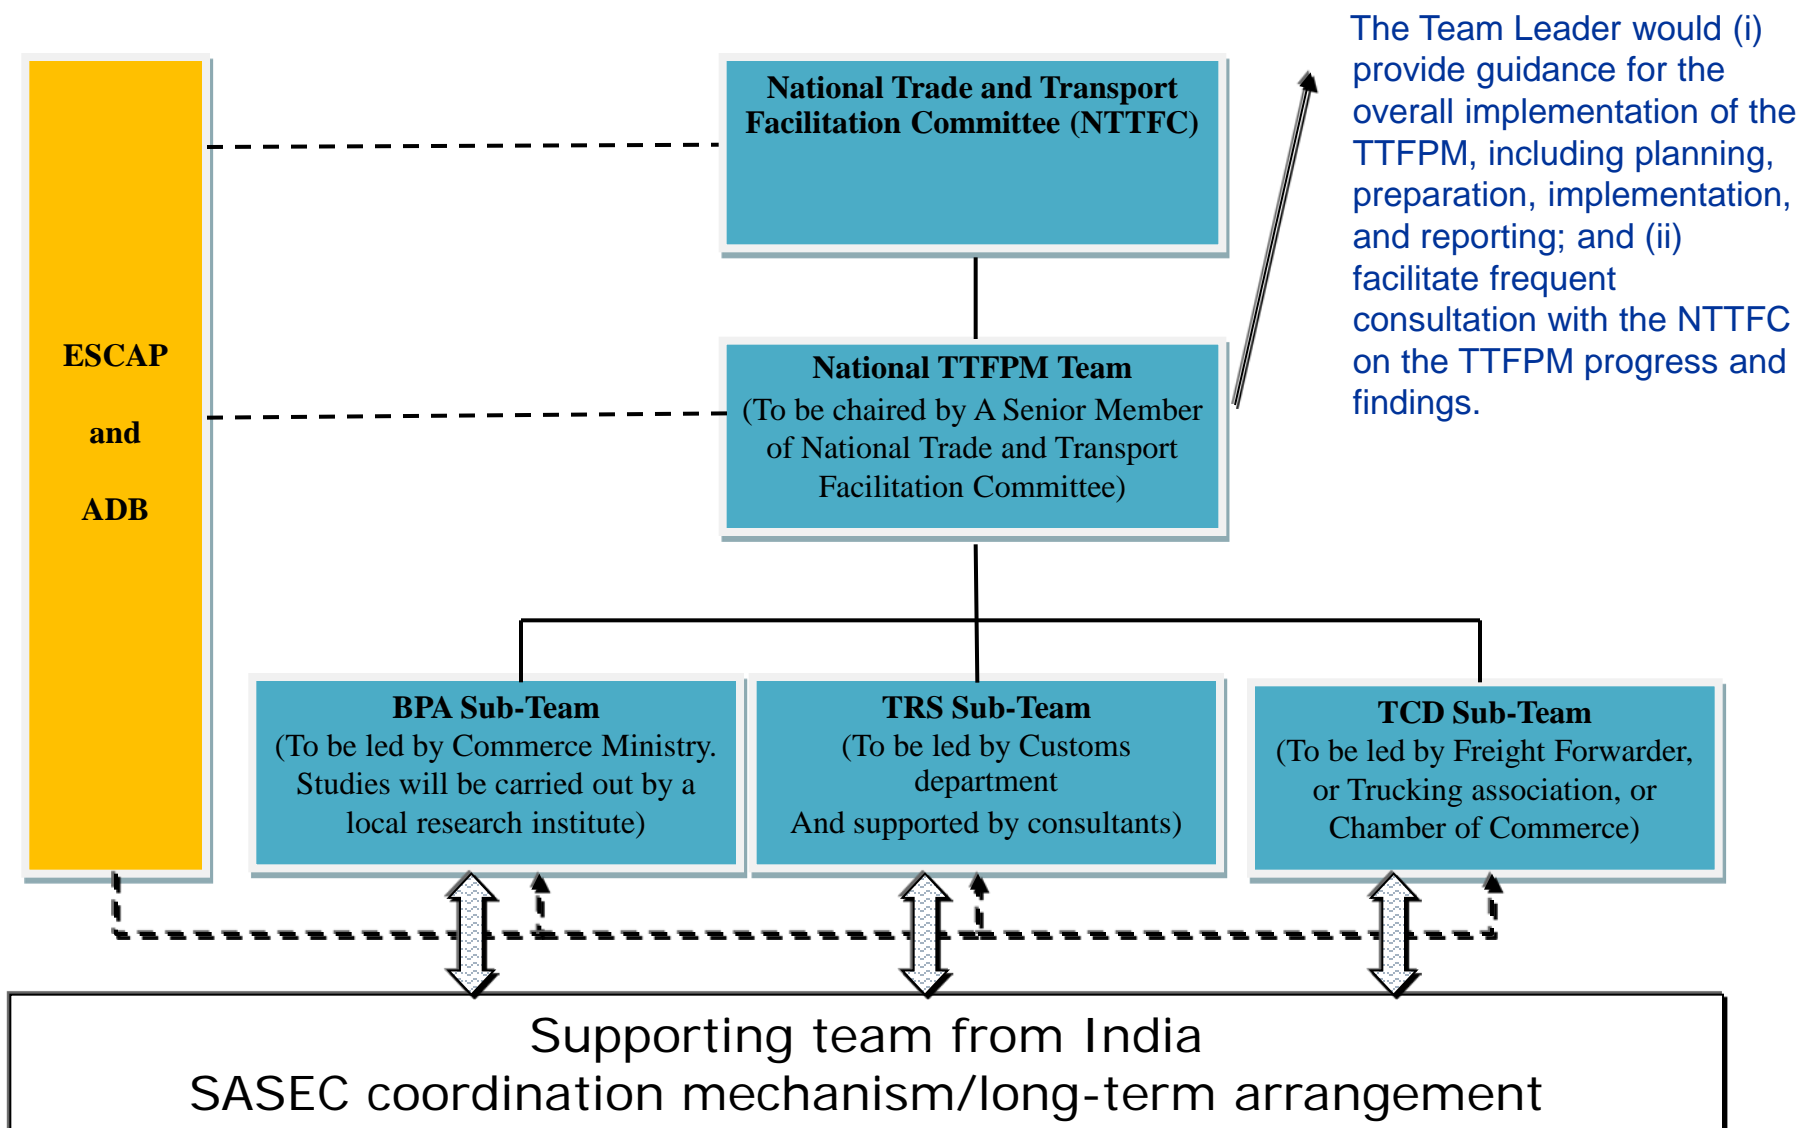 The Team Leader would (i)
provide guidance for the
overall implementation of the
TTFPM, including planning,
preparation, implementation,
and reporting; and (ii)
facilitate frequent
consultation with the NTTFC
on the TTFPM progress and
findings.
National Trade and Transport
Facilitation Committee (NTTFC)
ESCAP
and
ADB
National TTFPM Team
(To be chaired by A Senior Member
of National Trade and Transport
Facilitation Committee)
BPA Sub-Team
(To be led by Commerce Ministry.
Studies will be carried out by a
local research institute)
TRS Sub-Team
(To be led by Customs
department
And supported by consultants)
TCD Sub-Team
(To be led by Freight Forwarder,
or Trucking association, or
Chamber of Commerce)
Supporting team from India
SASEC coordination mechanism/long-term arrangement